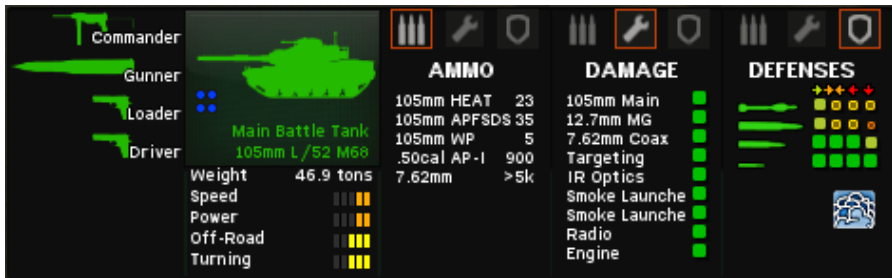 Commander
Gunner
Loader
Driver
Main Battle Tank
105mm L/52 M68
Weight 46.9 tons
Speed
Power
Off-Road
Turning
AMMO
105mm HEAT 23
105mm APFSDS 35
105mm WP 5
.50cal AP-I 900
7.62mm >5k
DAMAGE
105mm Main
12.7mm MG
7.62mm Coax
Targeting
IR Optics
Smoke Launche
Smoke Launche
Radio
Engine
DEFENSES